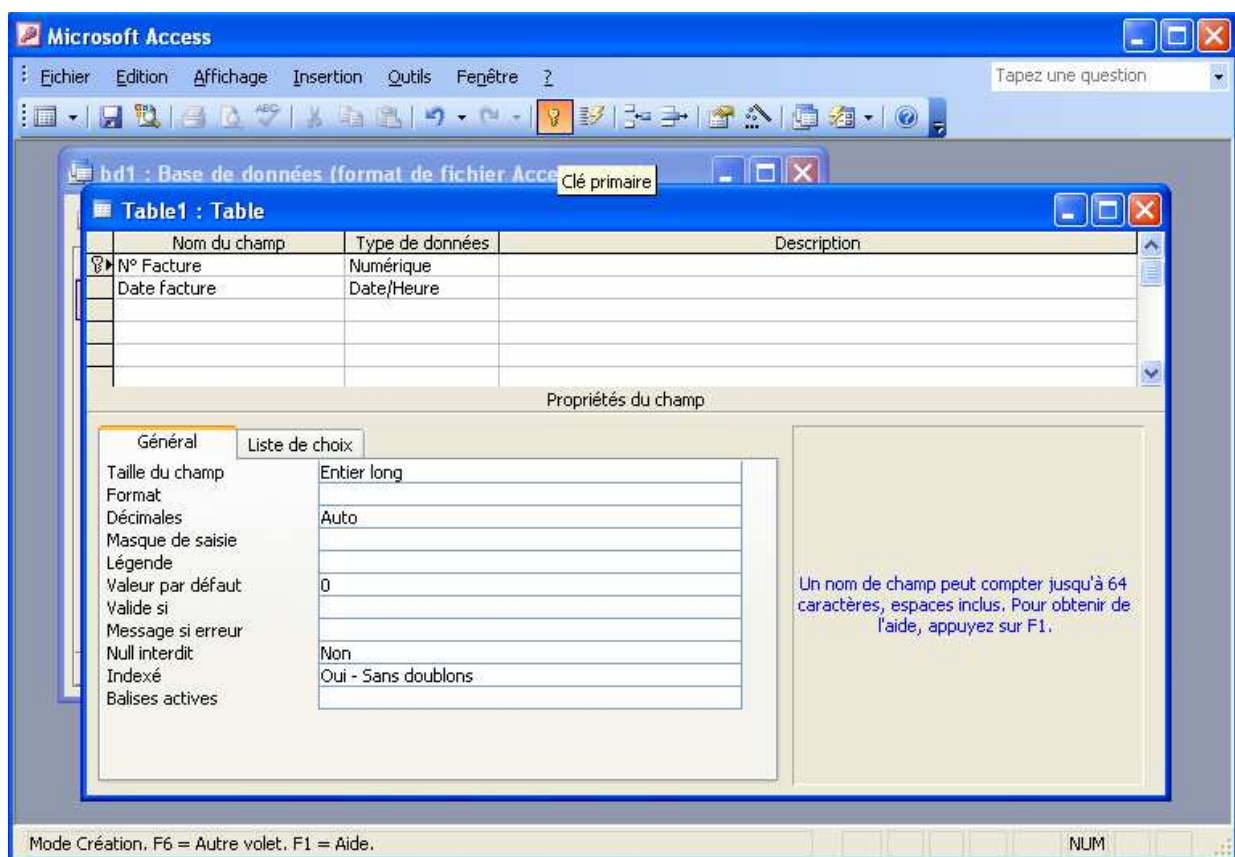 Microsoft Access
Fichier Edition Affichage Insertion Outils Fenêtre ? Tapez une question
ABC
bd1 : Base de données (format de fichier Acce
Clé primaire
Table1 : Table
Nom du champ Type de données Description
N° Facture Numérique
Date facture Date/Heure
Propriétés du champ
Général Liste de choix
Taille du champ Entier long
Format
Décimales Auto
Masque de saisie
Légende
Valeur par défaut 0
Valide si
Message si erreur
Null interdit Non
Indexé Oui - Sans doublons
Balises actives
Un nom de champ peut compter jusqu'à 64
caractères, espaces inclus. Pour obtenir de
l'aide, appuyez sur F1.
Mode Création. F6 = Autre volet. F1 = Aide. NUM